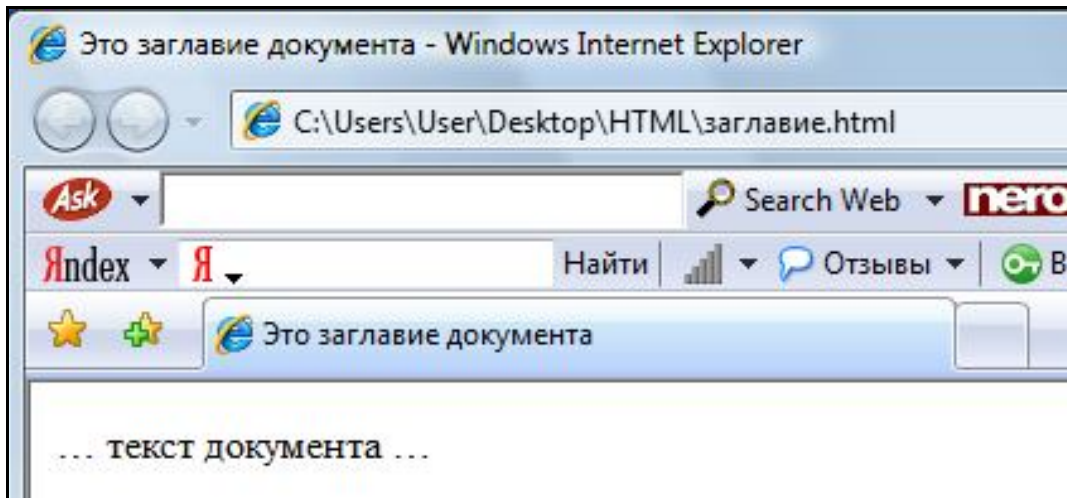 Это заглавие документа - Windows Internet Explorer
C:\Users\User\Desktop\HTML\заглавие.html
Ask Search Web nero
Яndex Я Найти Отзывы В
Это заглавие документа
... текст документа ...